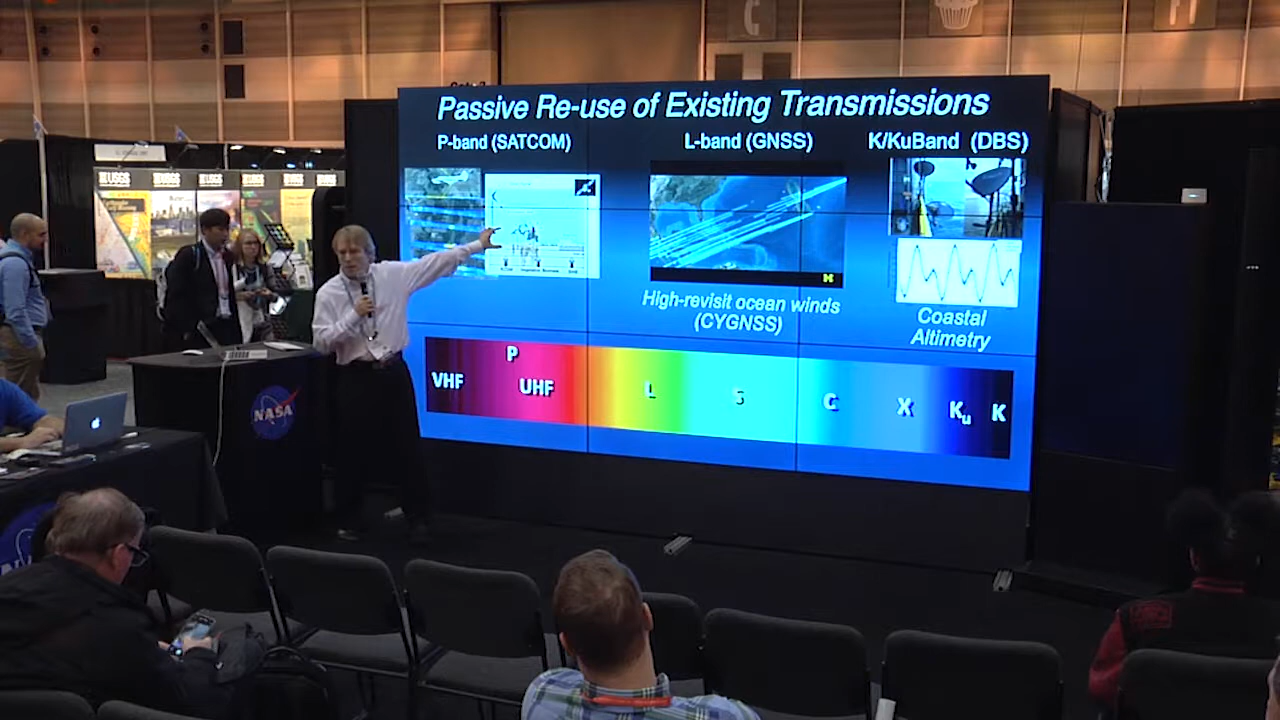 Passive Re-use of Existing Transmissions
P-band (SATCOM)
L-band (GNSS)
K/KuBand (DBS)
High-revisit ocean winds
(CYGNSS)
Coastal
Altimetry
VHF
P
UHF
L
S
C
X
Ku
K
NASA
USGS
USGS
USGS
USGS
USGS
USGS
C